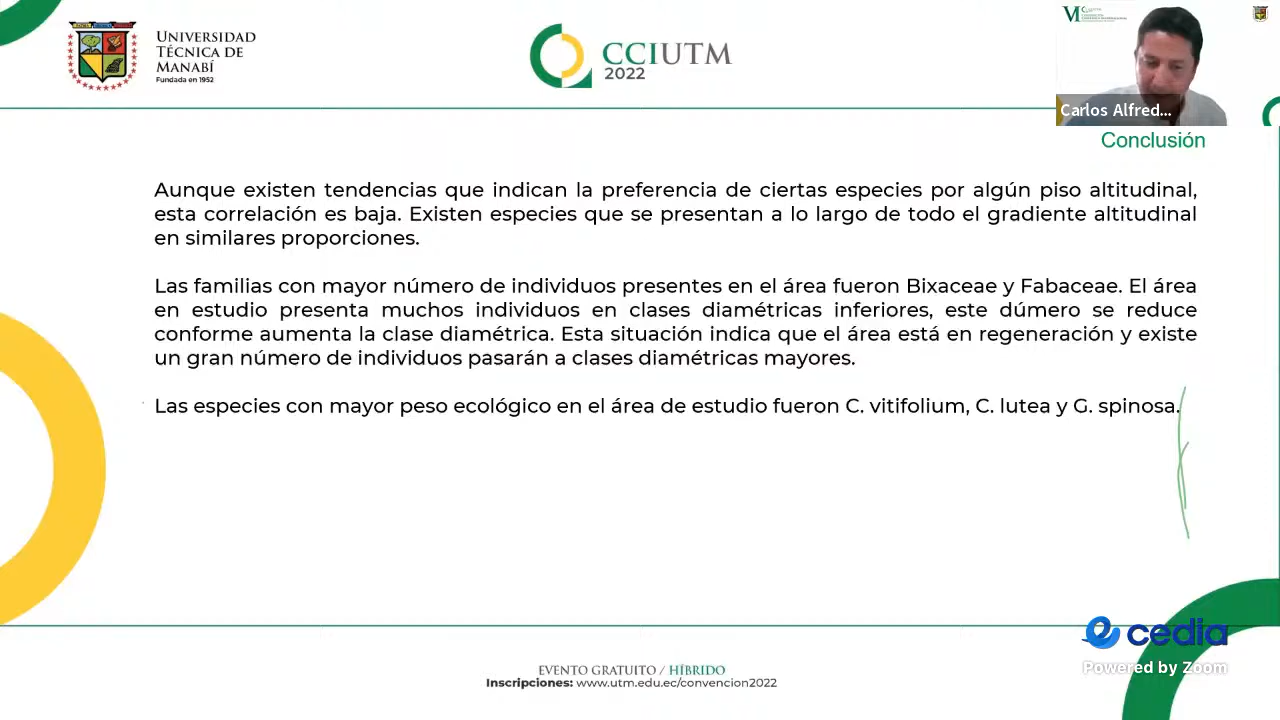 UNIVERSIDAD
TÉCNICA DE
MANABÍ
Fundada en 1952
CCIUTM
2022
Carlos Alfred...
Conclusión
Aunque existen tendencias que indican la preferencia de ciertas especies por algún piso altitudinal,
esta correlación es baja. Existen especies que se presentan a lo largo de todo el gradiente altitudinal
en similares proporciones.
Las familias con mayor número de individuos presentes en el área fueron Bixaceae y Fabaceae. El área
en estudio presenta muchos individuos en clases diamétricas inferiores, este dúmero se reduce
conforme aumenta la clase diamétrica. Esta situación indica que el área está en regeneración y existe
un gran número de individuos pasarán a clases diamétricas mayores.
Las especies con mayor peso ecológico en el área de estudio fueron C. vitifolium, C. lutea y G. spinosa.
cedia
Powered by Zoom
EVENTO GRATUITO / HÍBRIDO
Inscripciones: www.utm.edu.ec/convencion2022